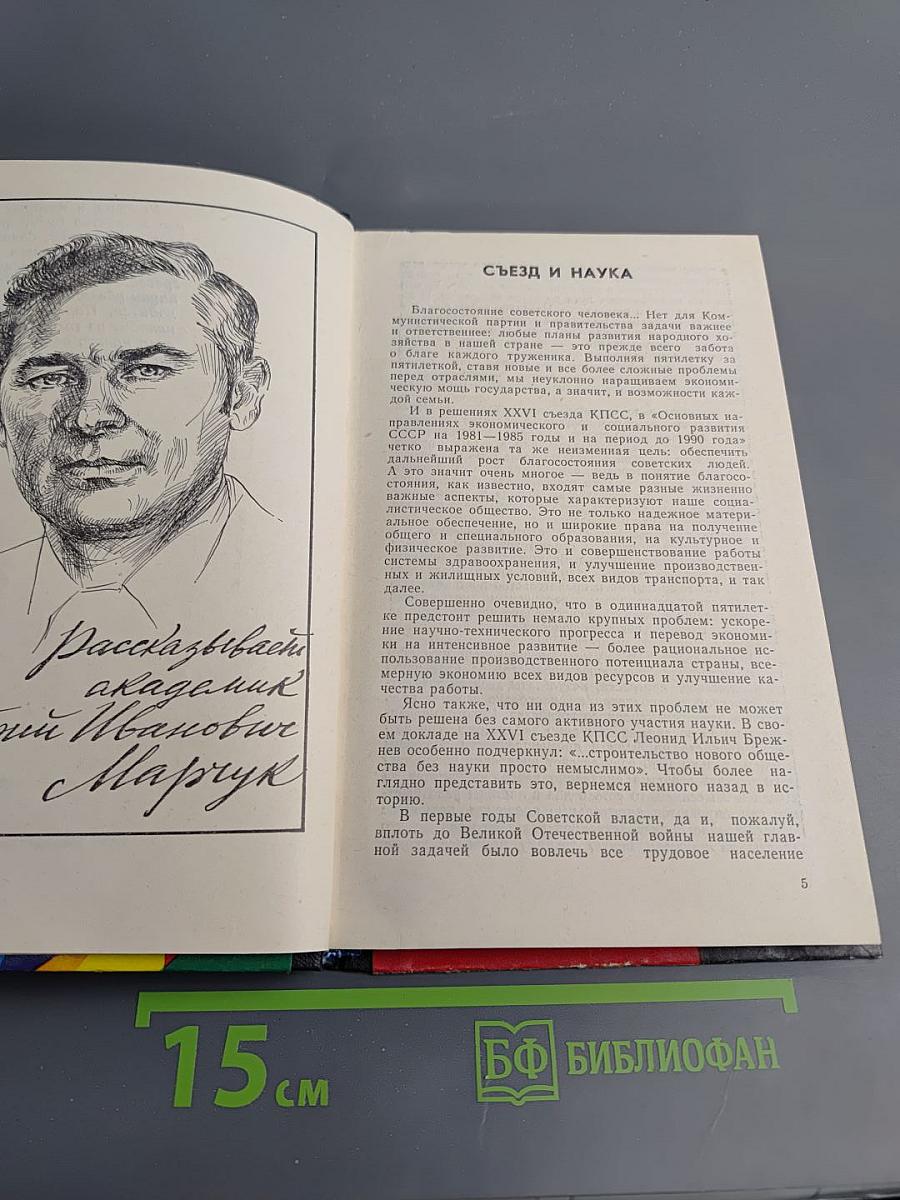 Рассказывает
академик
Иванович
Марчук
СЪЕЗД И НАУКА
Благосостояние советского человека... Нет для Ком-
мунистической партии и правительства задачи важнее
и ответственнее: любые планы развития народного хо-
зяйства в нашей стране — это прежде всего забота
о благе каждого труженика. Выполняя пятилетку за
пятилеткой, ставя новые и все более сложные проблемы
перед отраслями, мы неуклонно наращиваем экономи-
ческую мощь государства, а значит, и возможности каж-
дой семьи.
И в решениях XXVI съезда КПСС, в «Основных на-
правлениях экономического и социального развития
СССР на 1981—1985 годы и на период до 1990 года»
четко выражена та же неизменная цель: обеспечить
дальнейший рост благосостояния советских людей.
А это значит очень многое — ведь в понятие благосо-
стояния, как известно, входят самые разные жизненно
важные аспекты, которые характеризуют наше социа-
листическое общество. Это не только надежное матери-
альное обеспечение, но и широкие права на получение
общего и специального образования, на культурное и
физическое развитие. Это и совершенствование работы
системы здравоохранения, и улучшение производствен-
ных и жилищных условий, всех видов транспорта, и так
далее.
Совершенно очевидно, что в одиннадцатой пятилет-
ке предстоит решить немало крупных проблем: ускоре-
ние научно-технического прогресса и перевод экономи-
ки на интенсивное развитие — более рациональное ис-
пользование производственного потенциала страны, все-
мерную экономию всех видов ресурсов и улучшение ка-
чества работы.
Ясно также, что ни одна из этих проблем не может
быть решена без самого активного участия науки. В сво-
ем докладе на XXVI съезде КПСС Леонид Ильич Бреж-
нев особенно подчеркнул: «...строительство нового обще-
ства без науки просто немыслимо». Чтобы более на-
глядно представить это, вернемся немного назад в ис-
торию.
В первые годы Советской власти, да и, пожалуй,
вплоть до Великой Отечественной войны нашей глав-
ной задачей было вовлечь все трудовое население
5
15 см
БФ БИБЛИОФАН